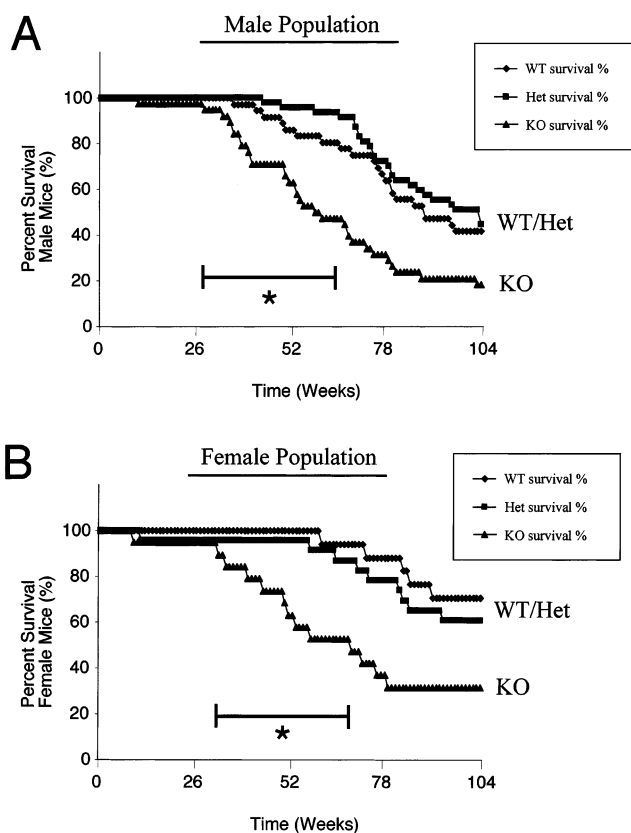 A
Male Population
WT survival %
Het survival %
KO survival %
100
80
60
40
20
0
Percent Survival
Male Mice (%)
WT/Het
KO
*
0 26 52 78 104
Time (Weeks)
B
Female Population
WT survival %
Het survival %
KO survival %
100
80
60
40
20
0
Percent Survival
Female Mice (%)
WT/Het
KO
*
0 26 52 78 104
Time (Weeks)